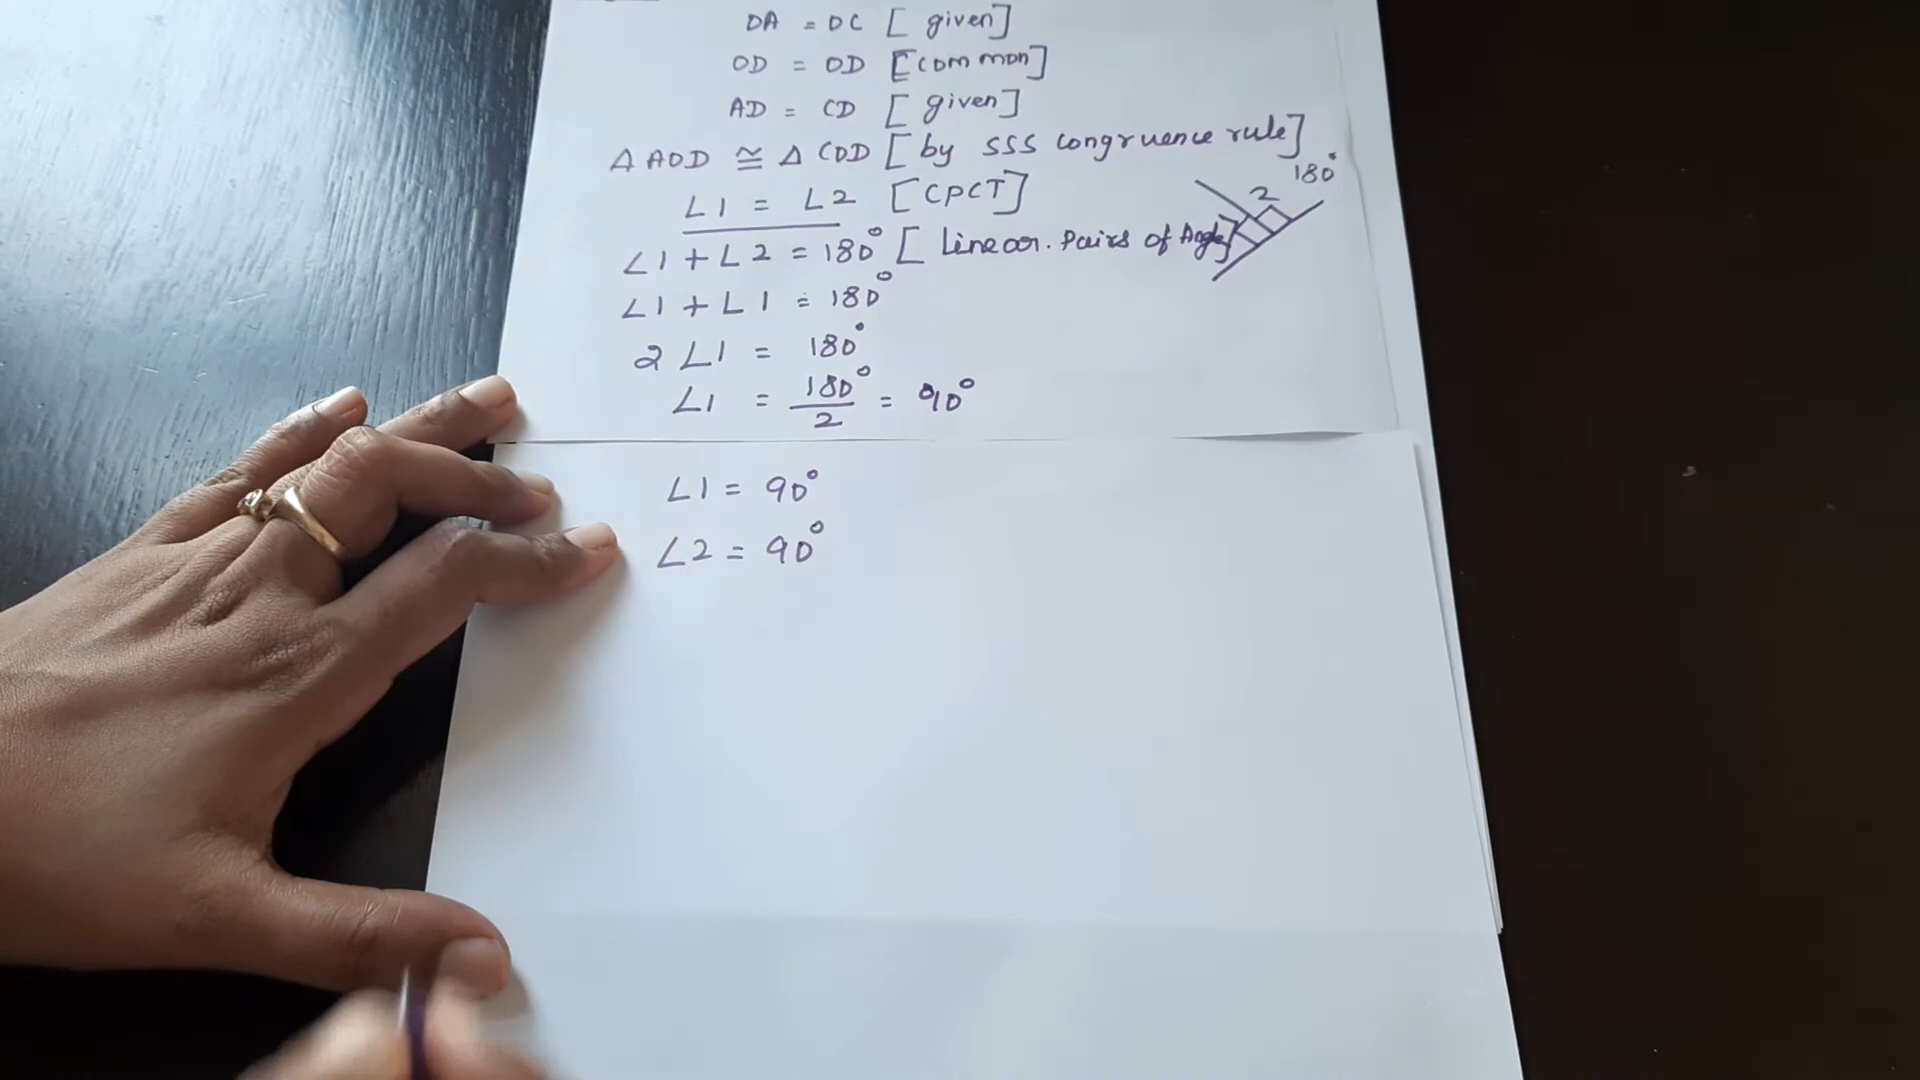 OA = OC [given]
OD = OD [common]
AD = CD [given]
Δ AOD ≅ Δ COD [by SSS congruence rule]
∠1 = ∠2 [CPCT]
180°
2
∠1 + ∠2 = 180° [Linear. Pairs of Angle]
∠1 + ∠1 = 180°
2 ∠1 = 180°
∠1 = 180°/2 = 90°
∠1 = 90°
∠2 = 90°